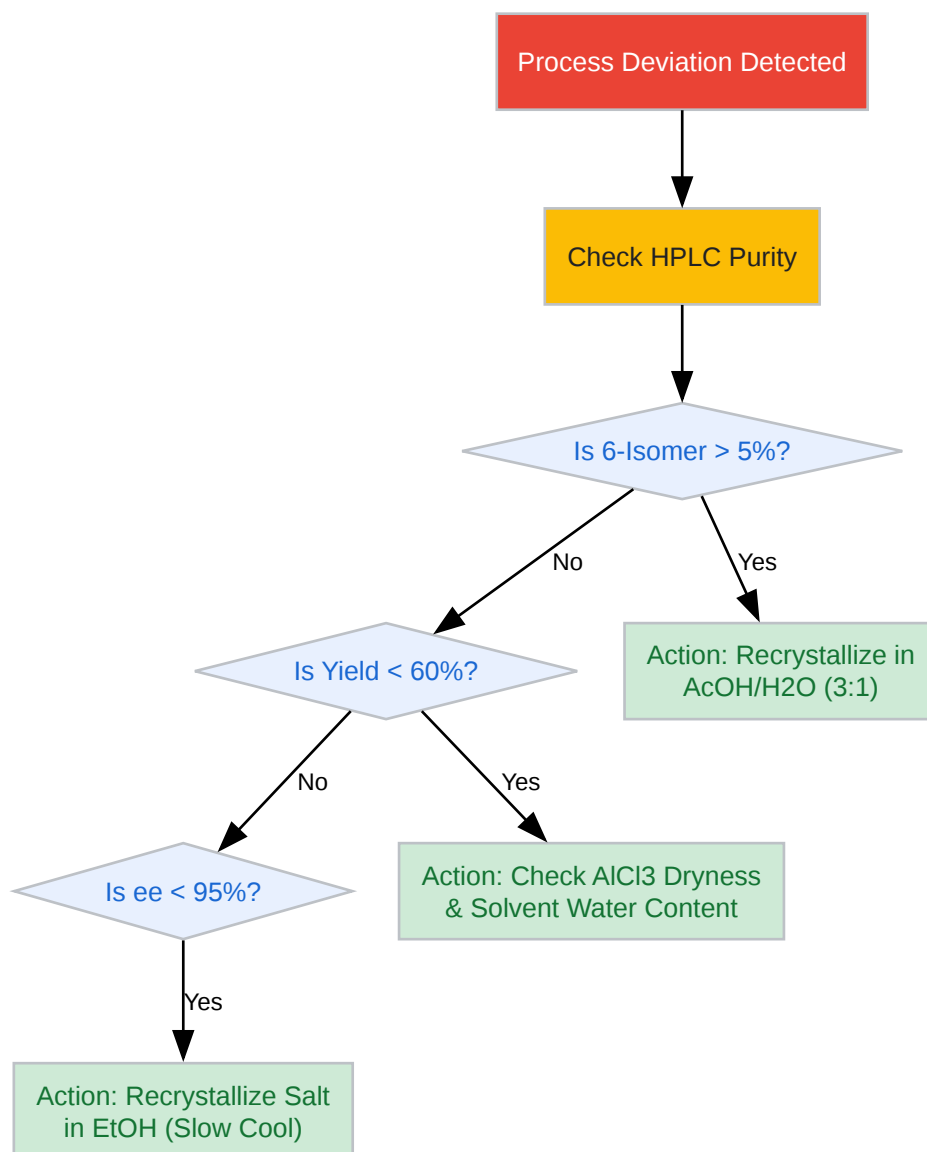 Process Deviation Detected
Check HPLC Purity
Is 6-Isomer > 5%?
No
Yes
Is Yield < 60%?
Action: Recrystallize in
AcOH/H2O (3:1)
No
Yes
Is ee < 95%?
Action: Check AlCl3 Dryness
& Solvent Water Content
Yes
Action: Recrystallize Salt
in EtOH (Slow Cool)